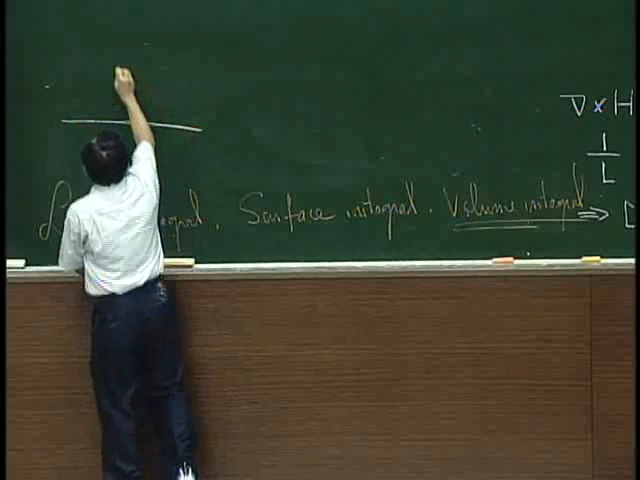 ∇ × H
1
L
Surface integral. Volume integral ⇒